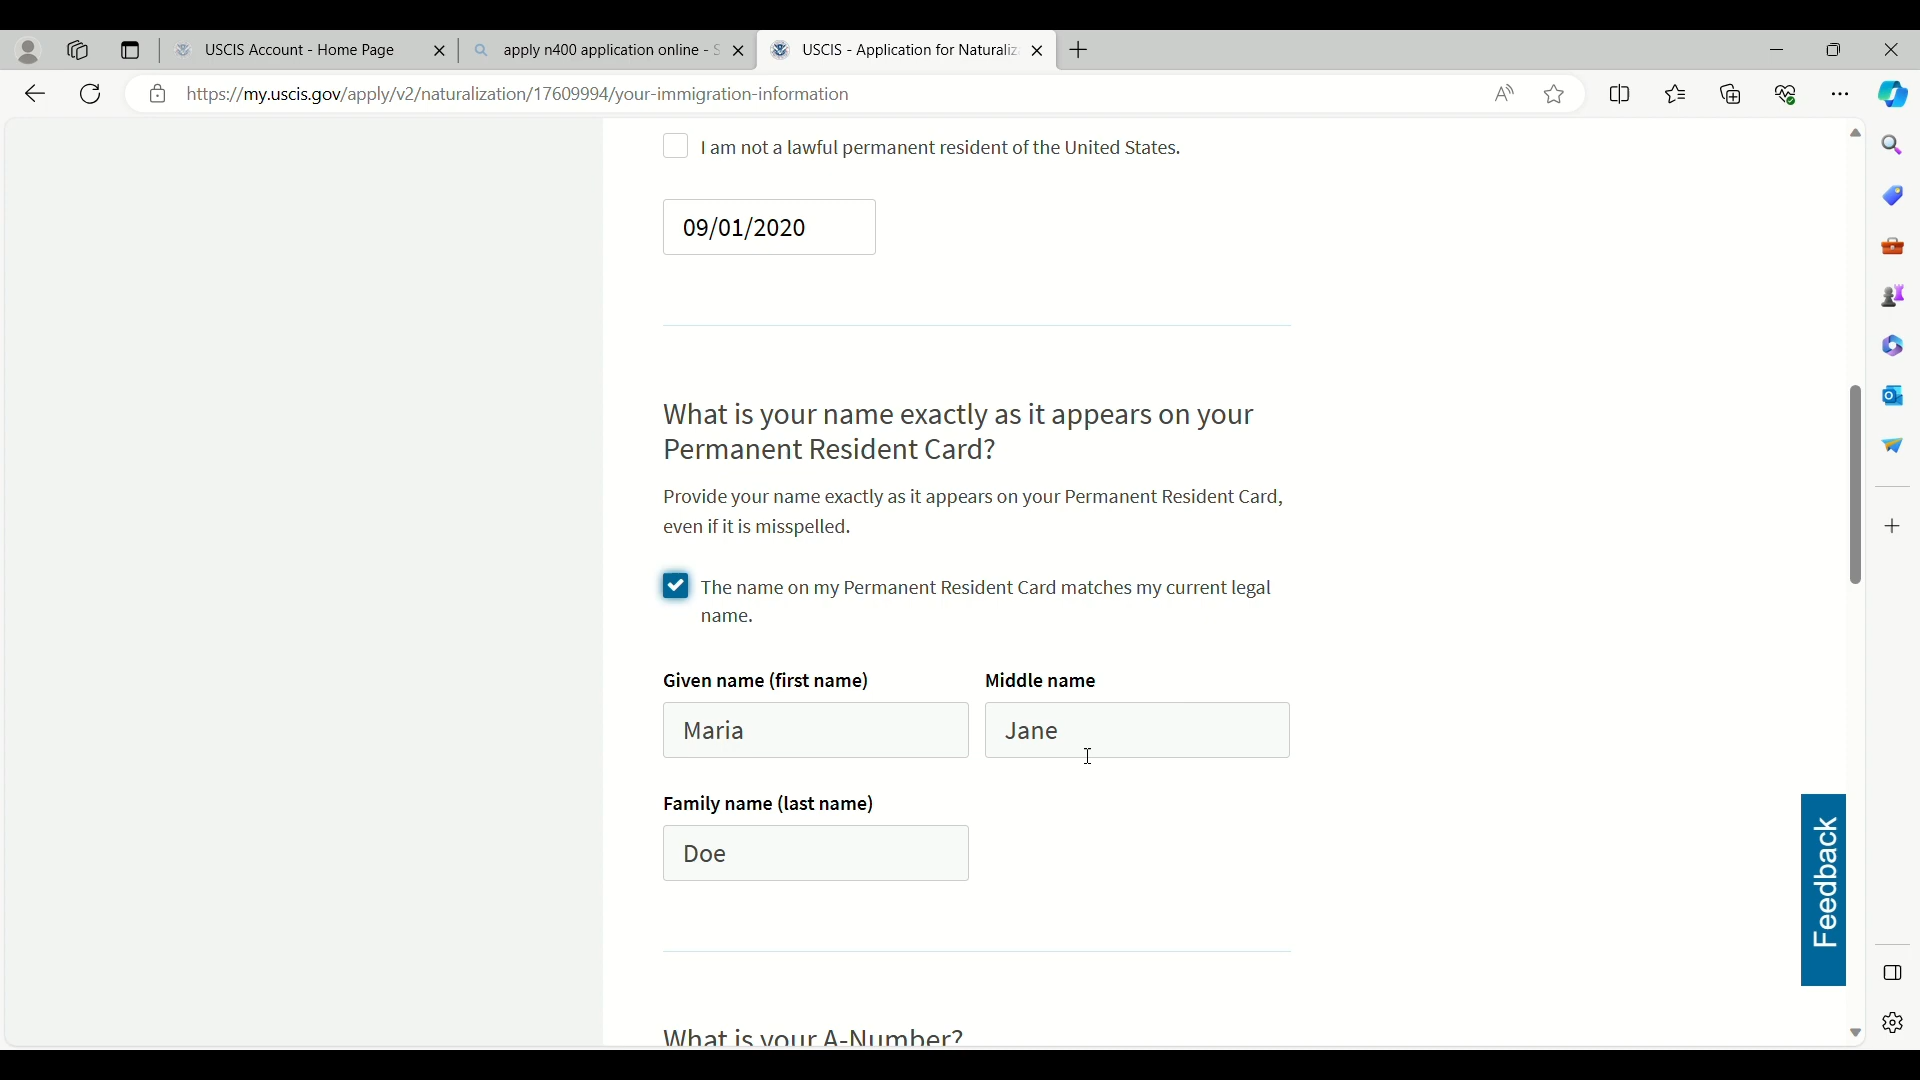 USCIS Account - Home Page
apply n400 application online - S
USCIS - Application for Naturaliz
https://my.uscis.gov/apply/v2/naturalization/17609994/your-immigration-information
I am not a lawful permanent resident of the United States.
09/01/2020
What is your name exactly as it appears on your
Permanent Resident Card?
Provide your name exactly as it appears on your Permanent Resident Card,
even if it is misspelled.
The name on my Permanent Resident Card matches my current legal
name.
Given name (first name)
Middle name
Maria
Jane
Family name (last name)
Doe
Feedback
What is your A-Number?